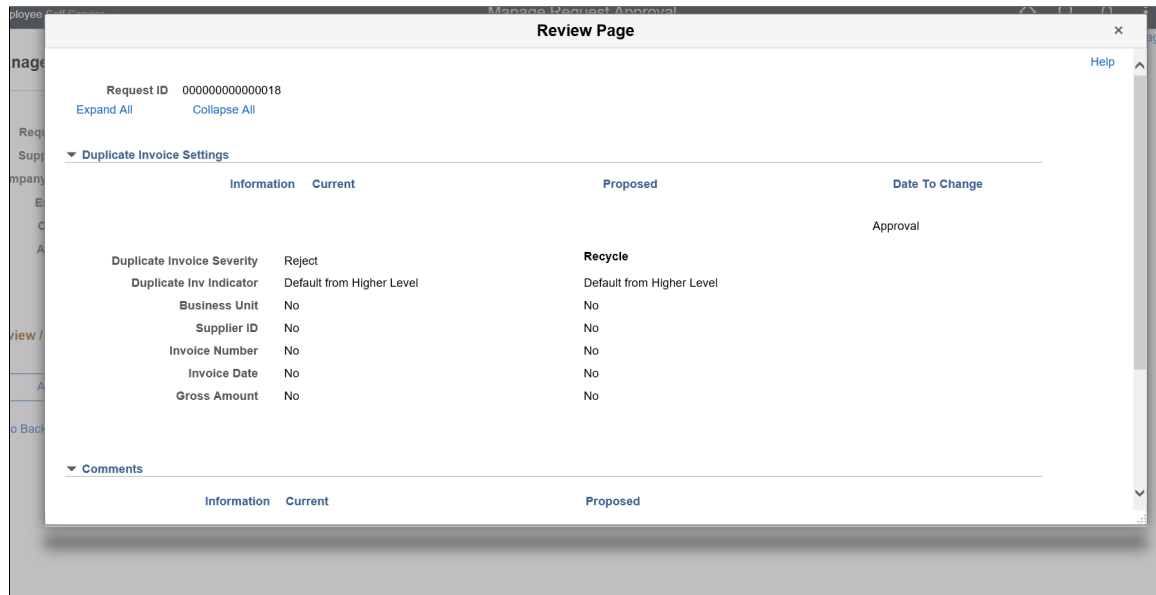 Manage Request Approval
Review Page ×
Help
Request ID 000000000000018
Expand All Collapse All
Duplicate Invoice Settings
Information Current Proposed Date To Change
Approval
Duplicate Invoice Severity Reject Recycle
Duplicate Inv Indicator Default from Higher Level Default from Higher Level
Business Unit No No
Supplier ID No No
Invoice Number No No
Invoice Date No No
Gross Amount No No
Comments
Information Current Proposed